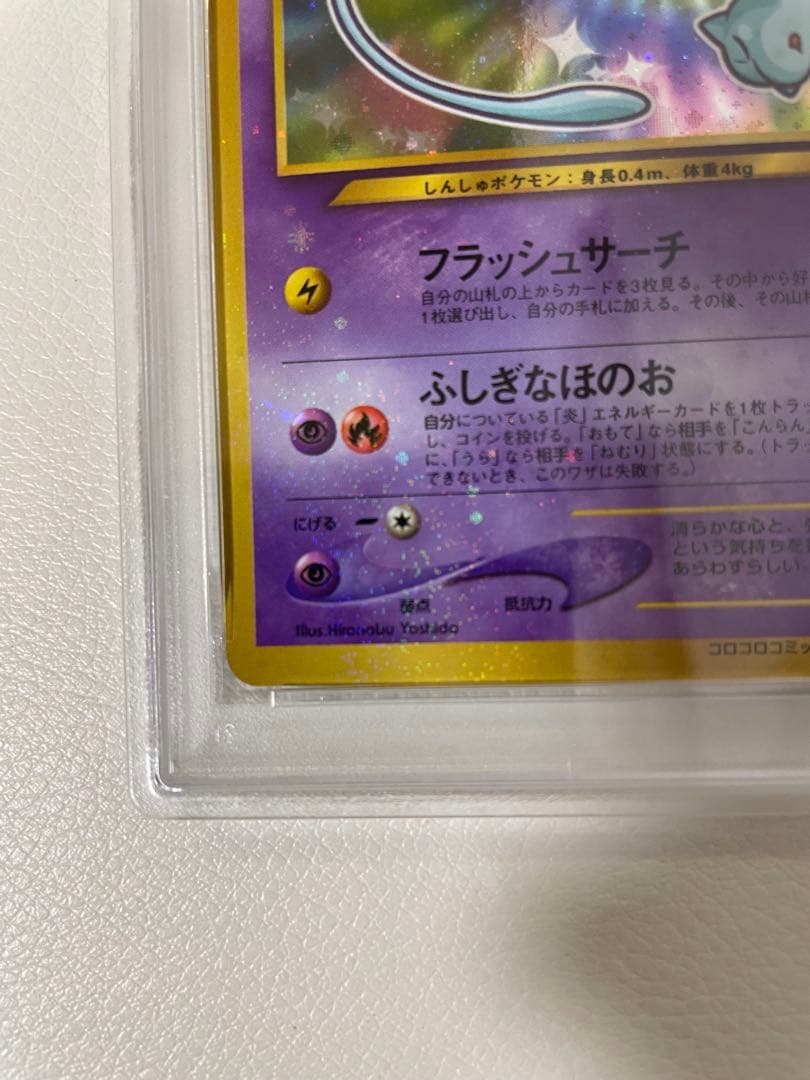 しんしゅポケモン：身長0.4m、体重4kg
フラッシュサーチ
自分の山札の上からカードを3枚見る。その中から好
1枚選び出し、自分の手札に加える。その後、その山札
ふしぎなほのお
自分についている「炎」エネルギーカードを1枚トラッ
し、コインを投げる。「おもて」なら相手を「こんらん」
に、「うら」なら相手を「ねむり」状態にする。（トラッ
できないとき、このワザは失敗する。）
にげる
清らかな心と、
という気持ちを
あらわすらしい。
弱点 抵抗力
Illus.Hironobu Yoshida
コロコロコミッ